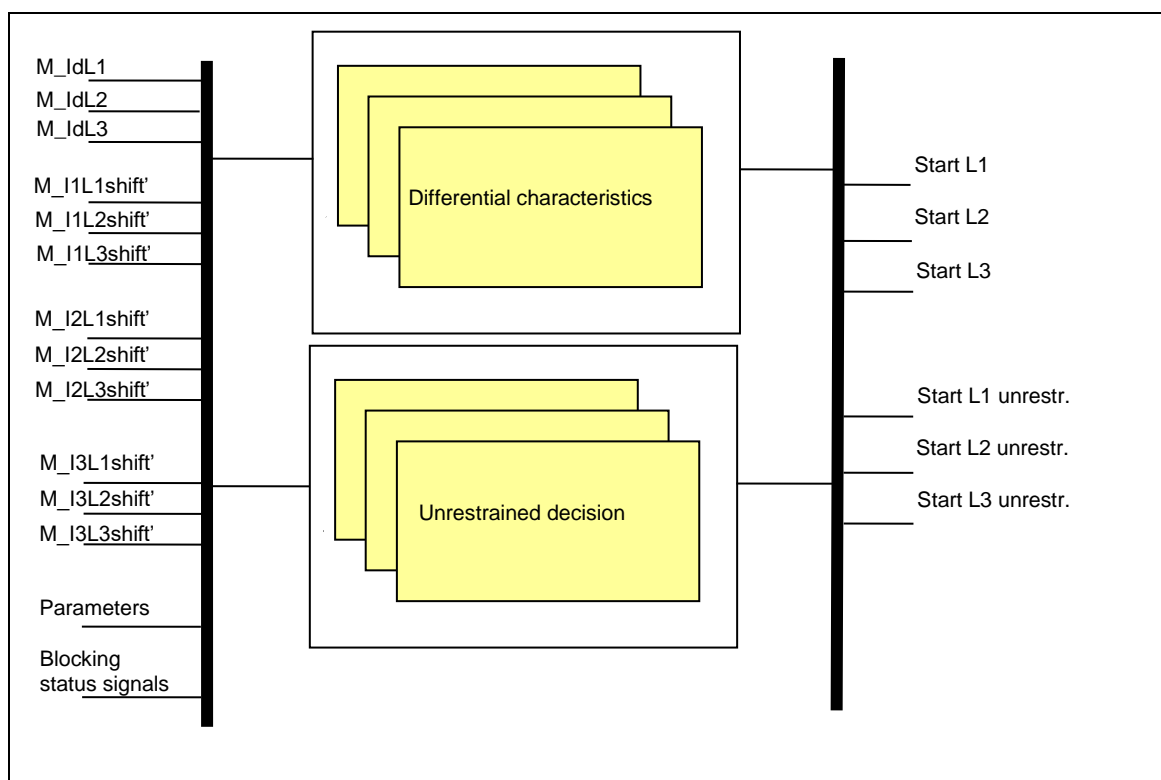 M_IdL1
M_IdL2
M_IdL3
M_I1L1shift’
M_I1L2shift’
M_I1L3shift’
M_I2L1shift’
M_I2L2shift’
M_I2L3shift’
M_I3L1shift’
M_I3L2shift’
M_I3L3shift’
Parameters
Blocking
status signals
Differential characteristics
Unrestrained decision
Start L1
Start L2
Start L3
Start L1 unrestr.
Start L2 unrestr.
Start L3 unrestr.